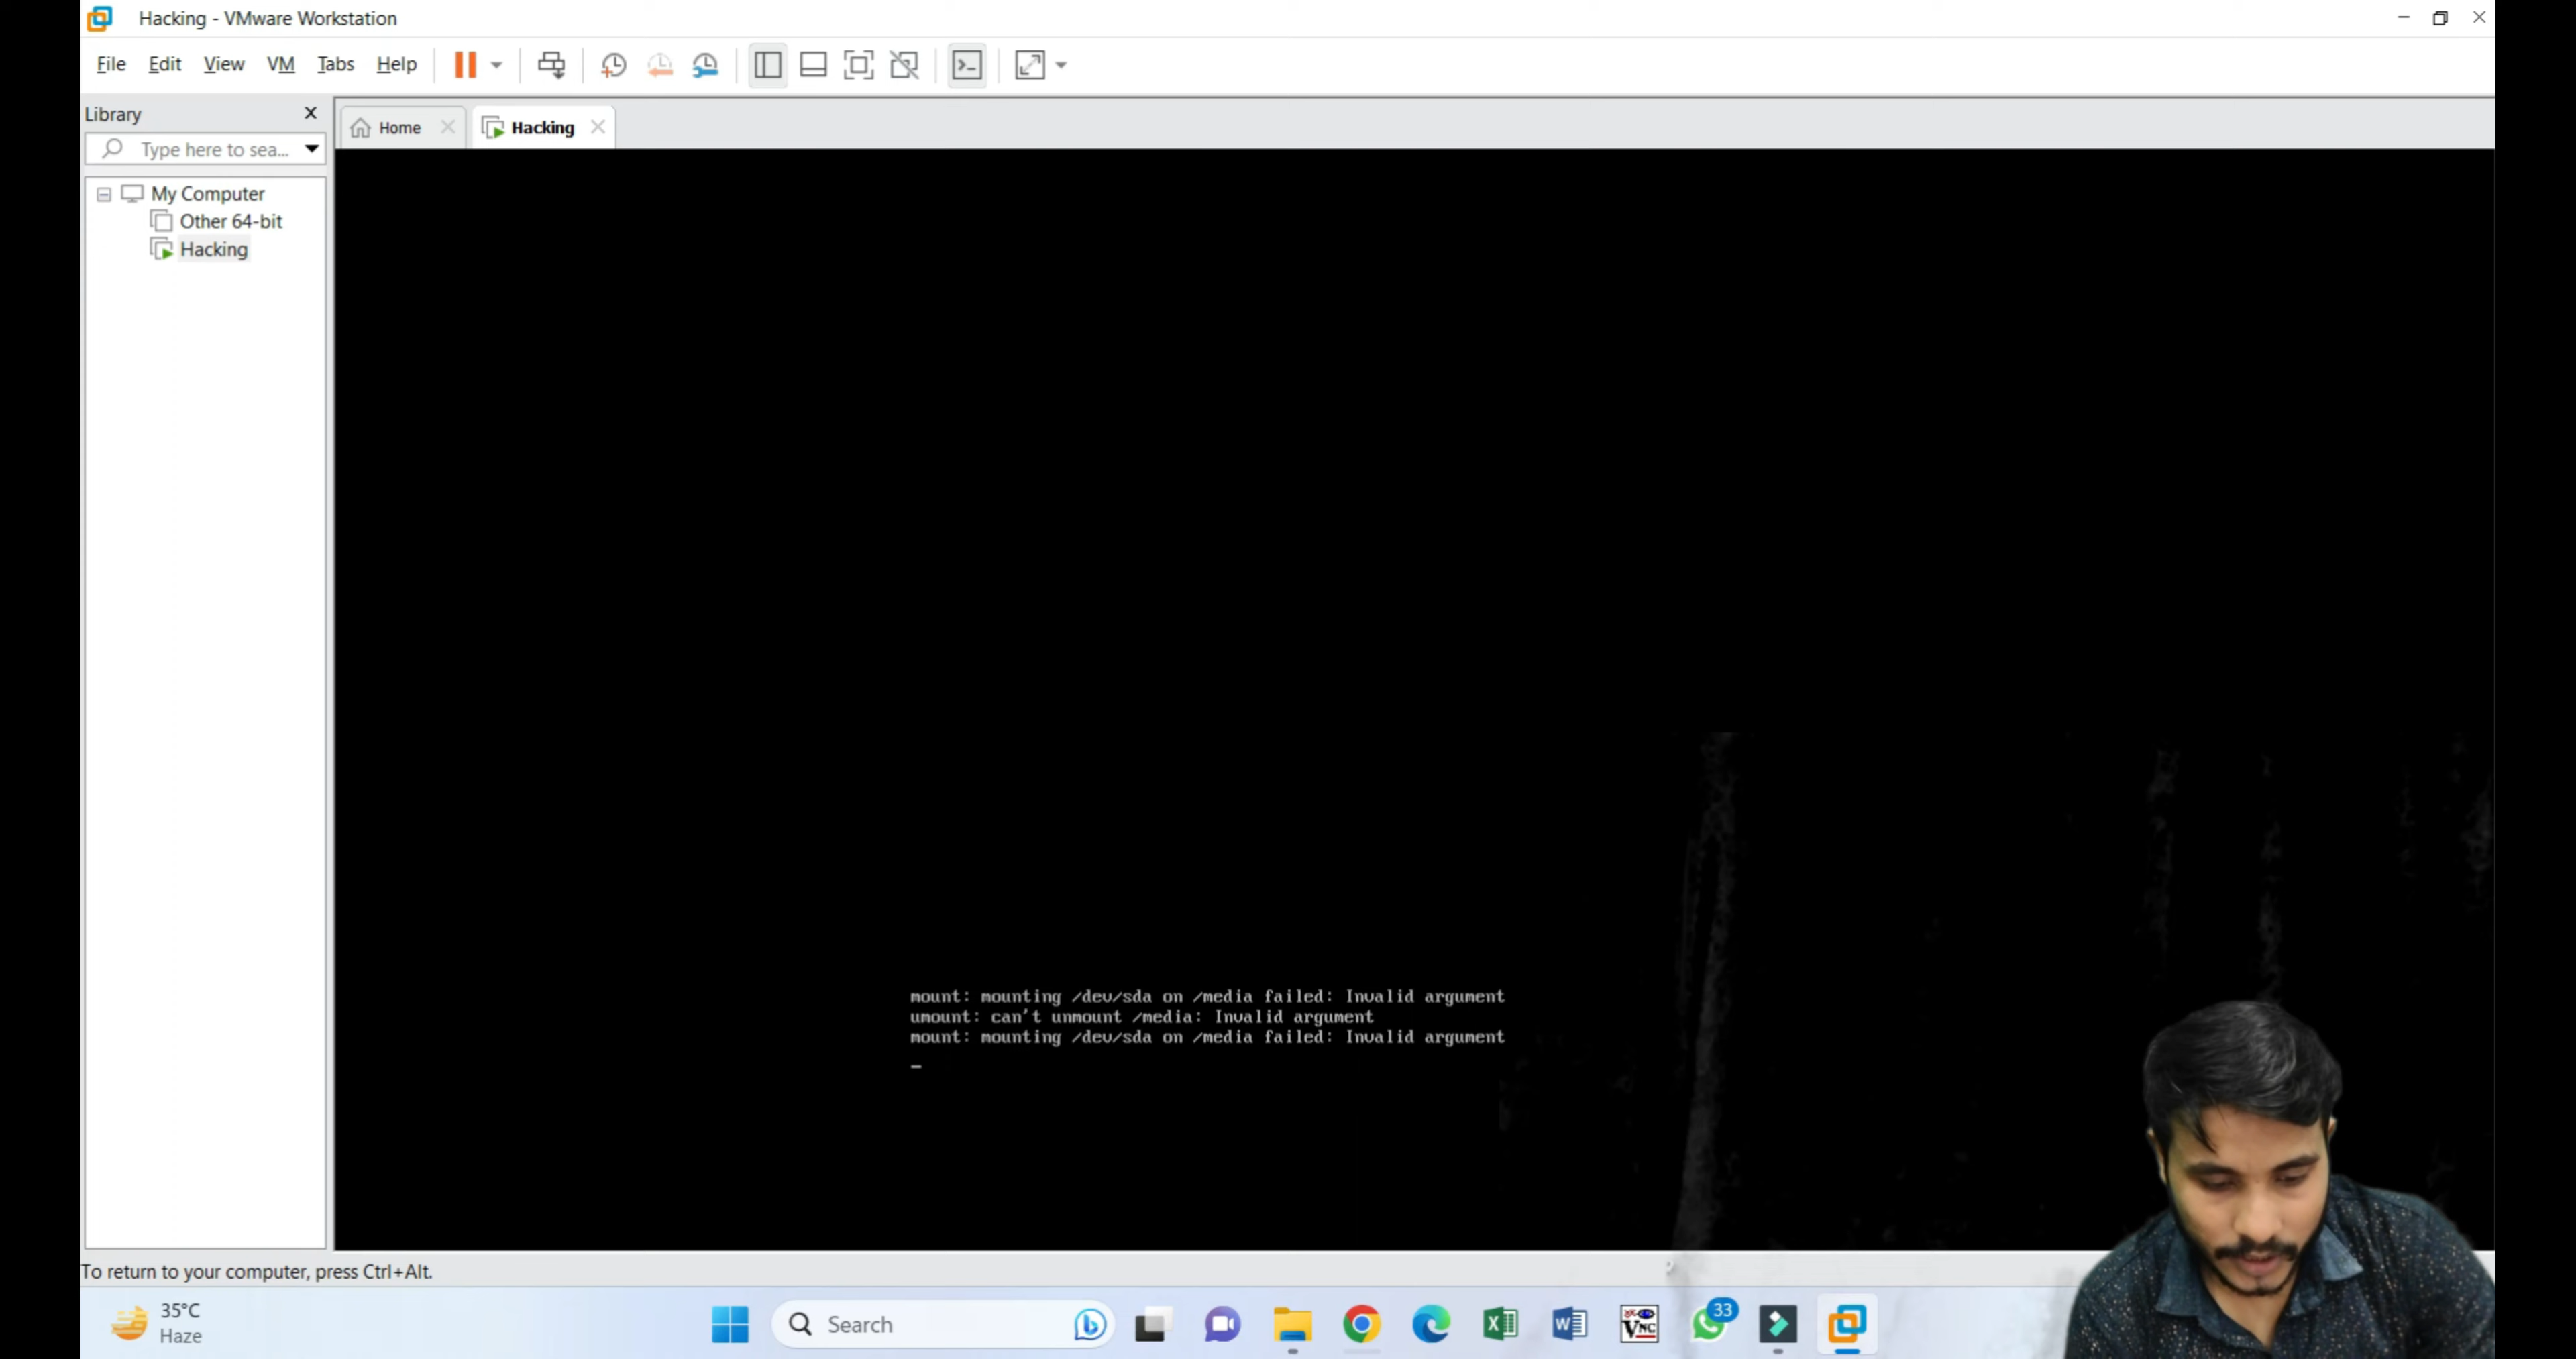 Hacking - VMware Workstation
File Edit View VM Tabs Help
Library
Type here to sea...
Home
Hacking
My Computer
Other 64-bit
Hacking
mount: mounting /dev/sda on /media failed: Invalid argument
umount: can't unmount /media: Invalid argument
mount: mounting /dev/sda on /media failed: Invalid argument
To return to your computer, press Ctrl+Alt.
35°C
Haze
Search
VNC
33